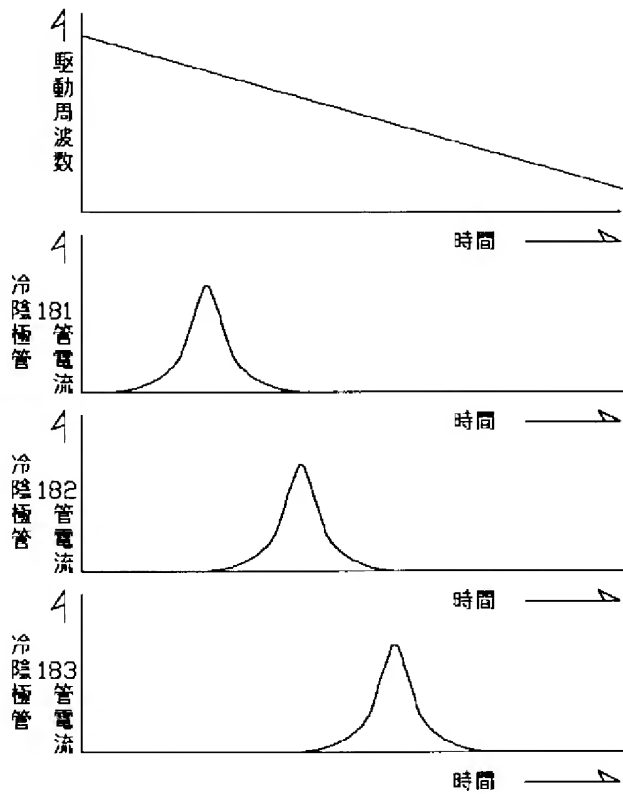 駆動周波数
時間
冷陰極管
181
管電流
時間
冷陰極管
182
管電流
時間
冷陰極管
183
管電流
時間